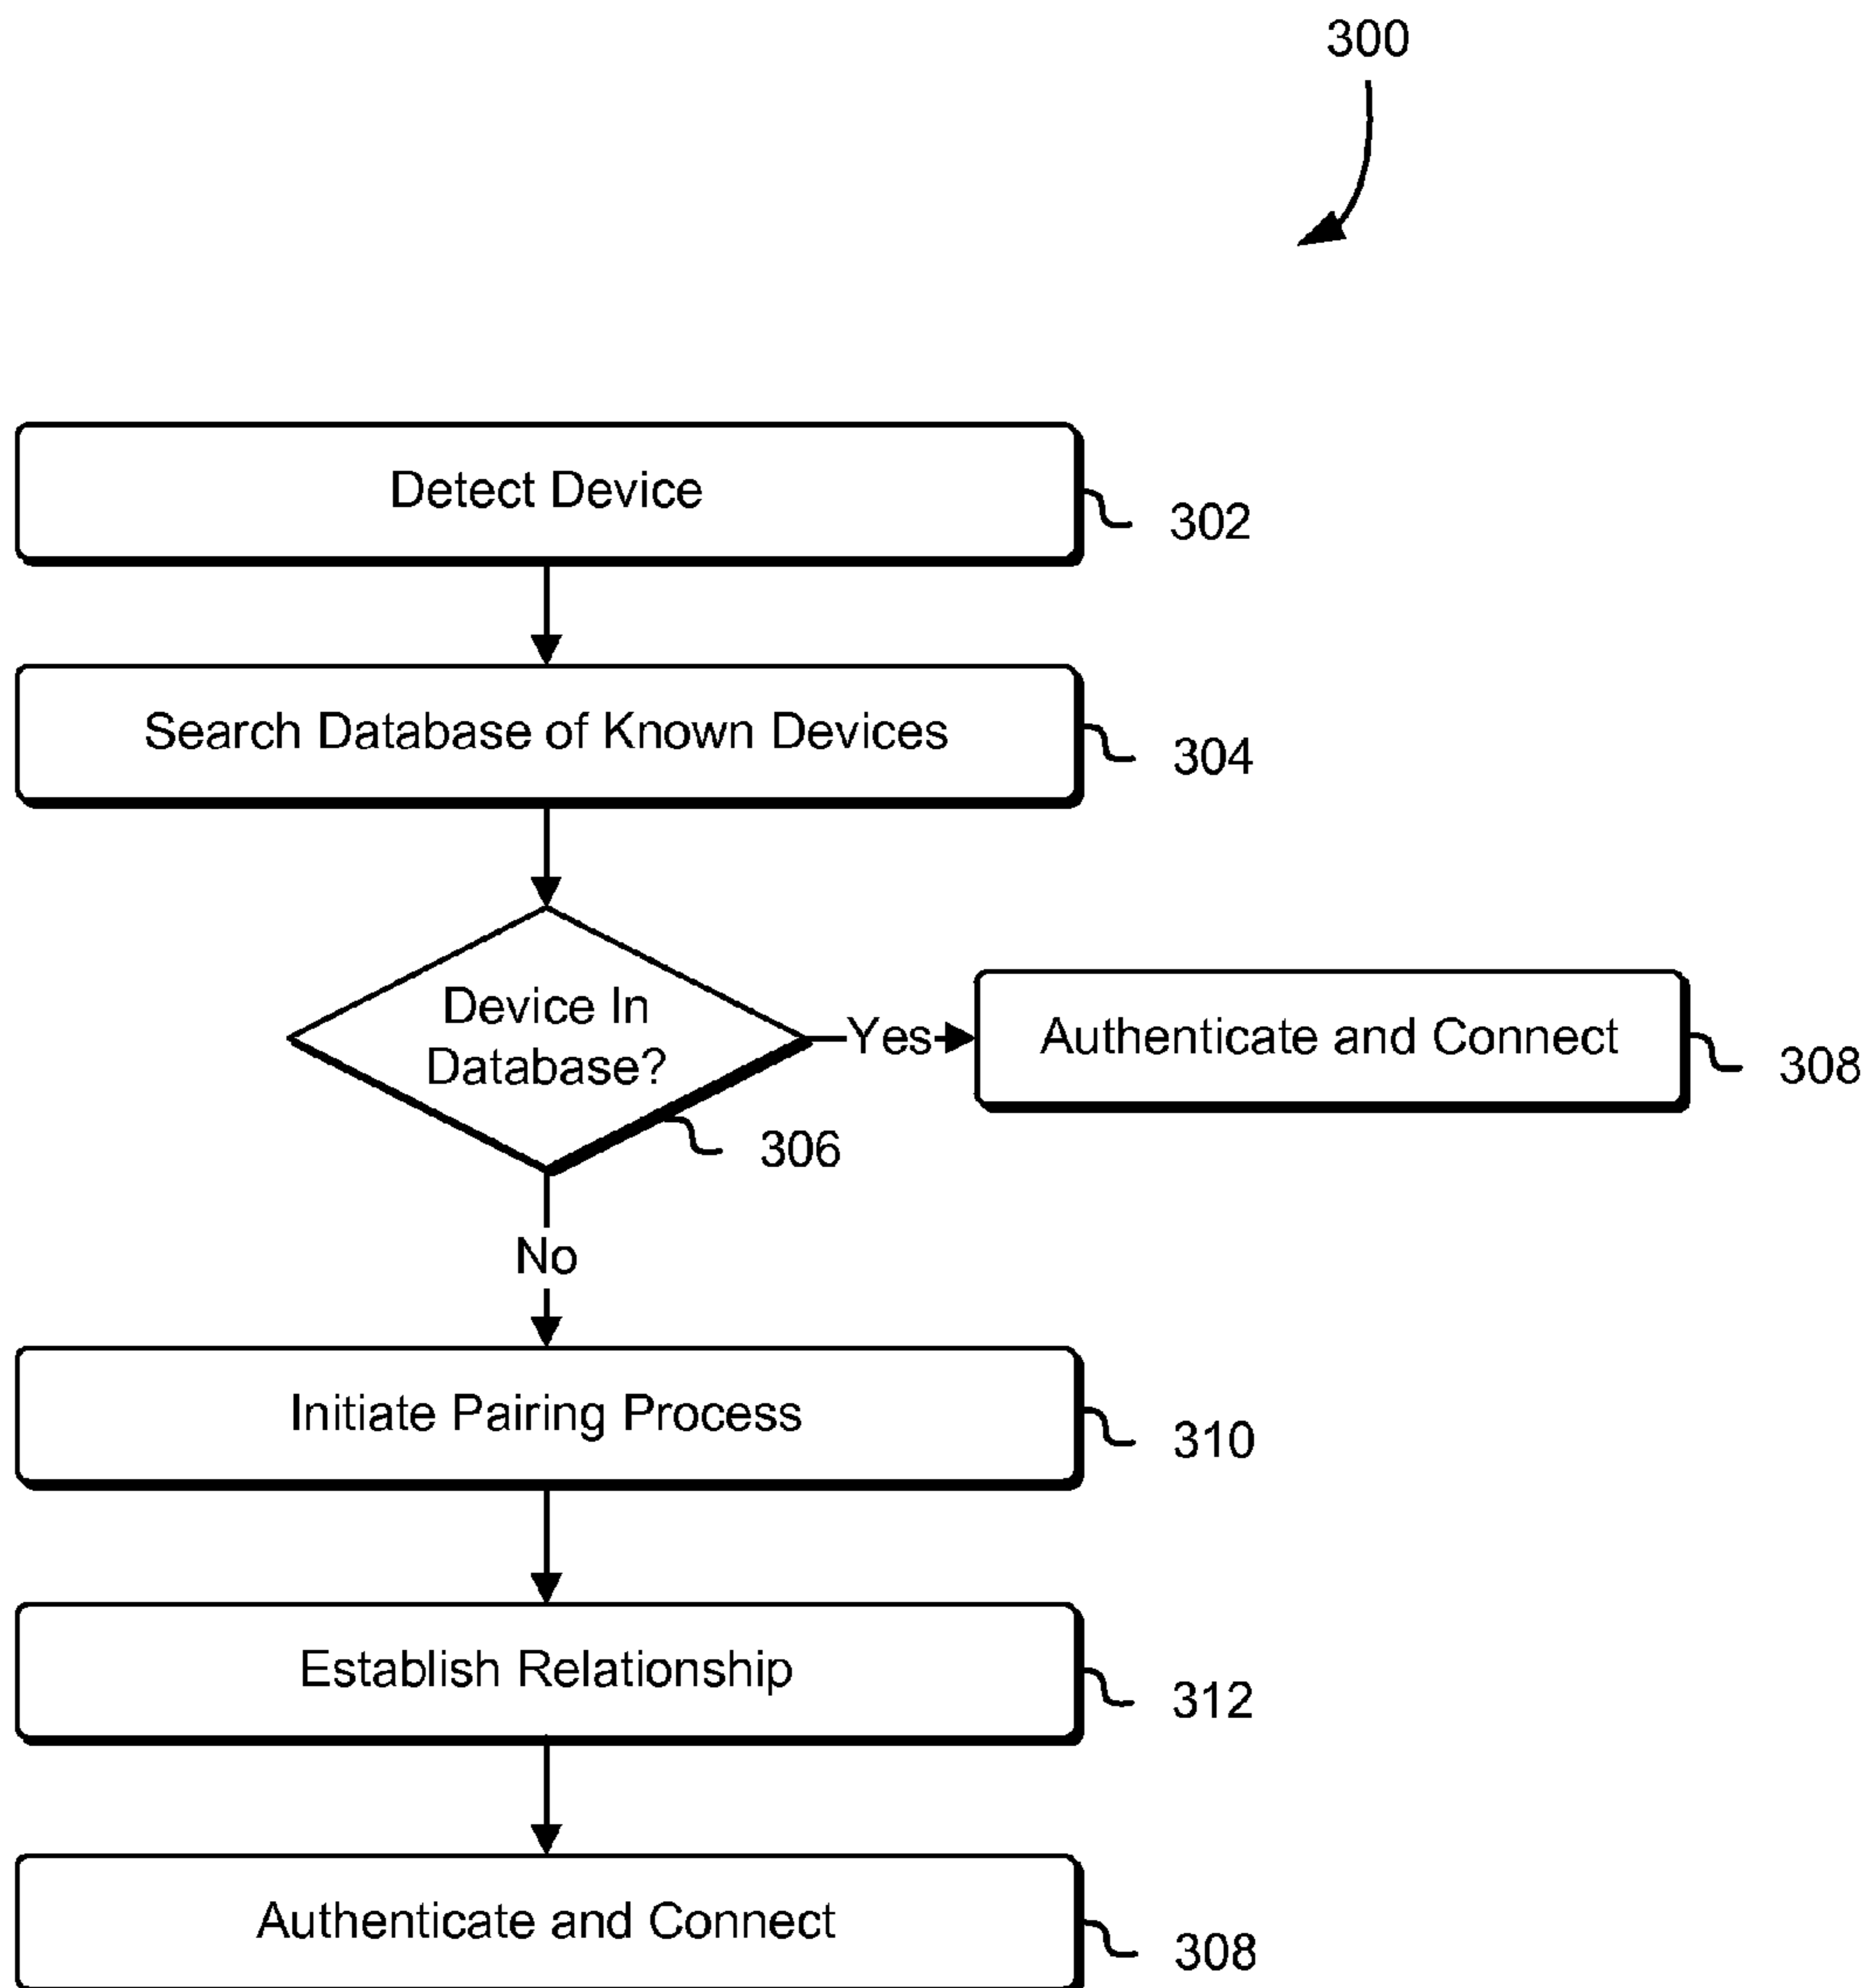 300
Detect Device
302
Search Database of Known Devices
304
Device In
Database?
306
Yes
Authenticate and Connect
308
No
Initiate Pairing Process
310
Establish Relationship
312
Authenticate and Connect
308